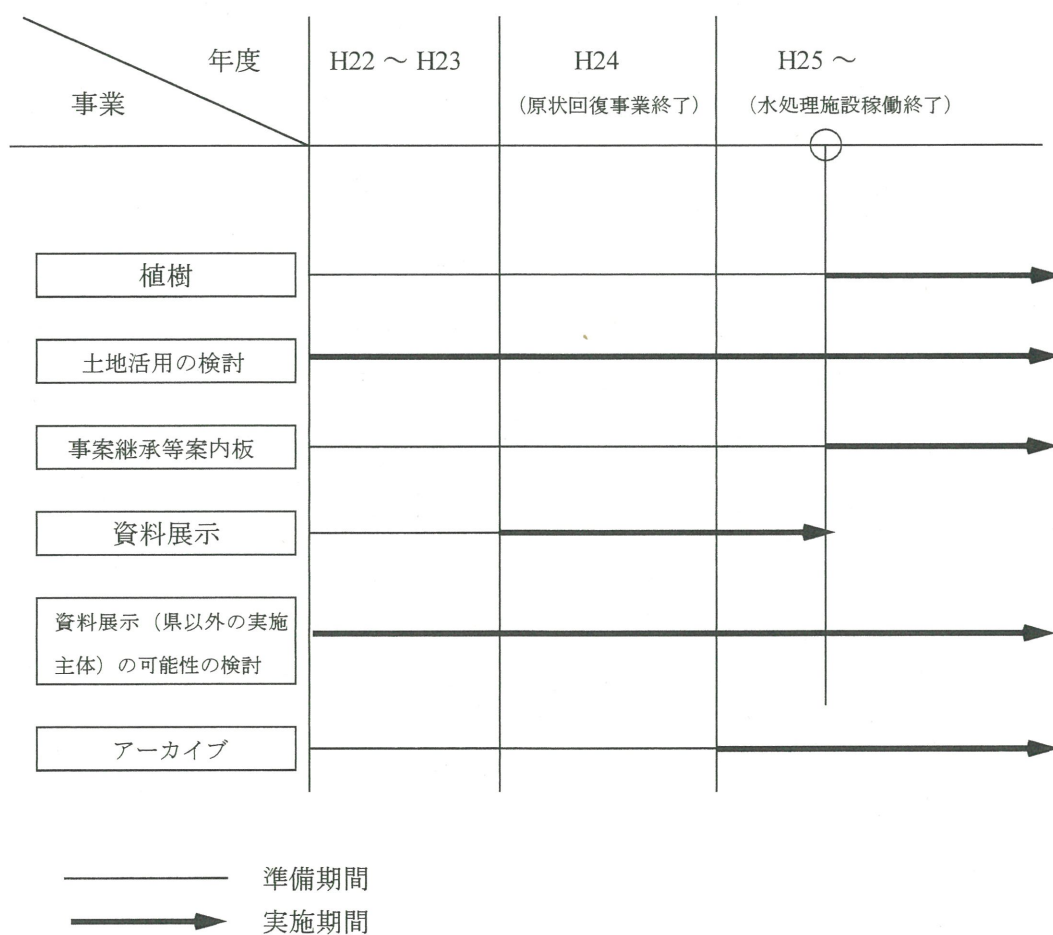 年度
事業
H22 ～ H23
H24
（原状回復事業終了）
H25 ～
（水処理施設稼働終了）
植樹
土地活用の検討
事案継承等案内板
資料展示
資料展示（県以外の実施
主体）の可能性の検討
アーカイブ
準備期間
実施期間